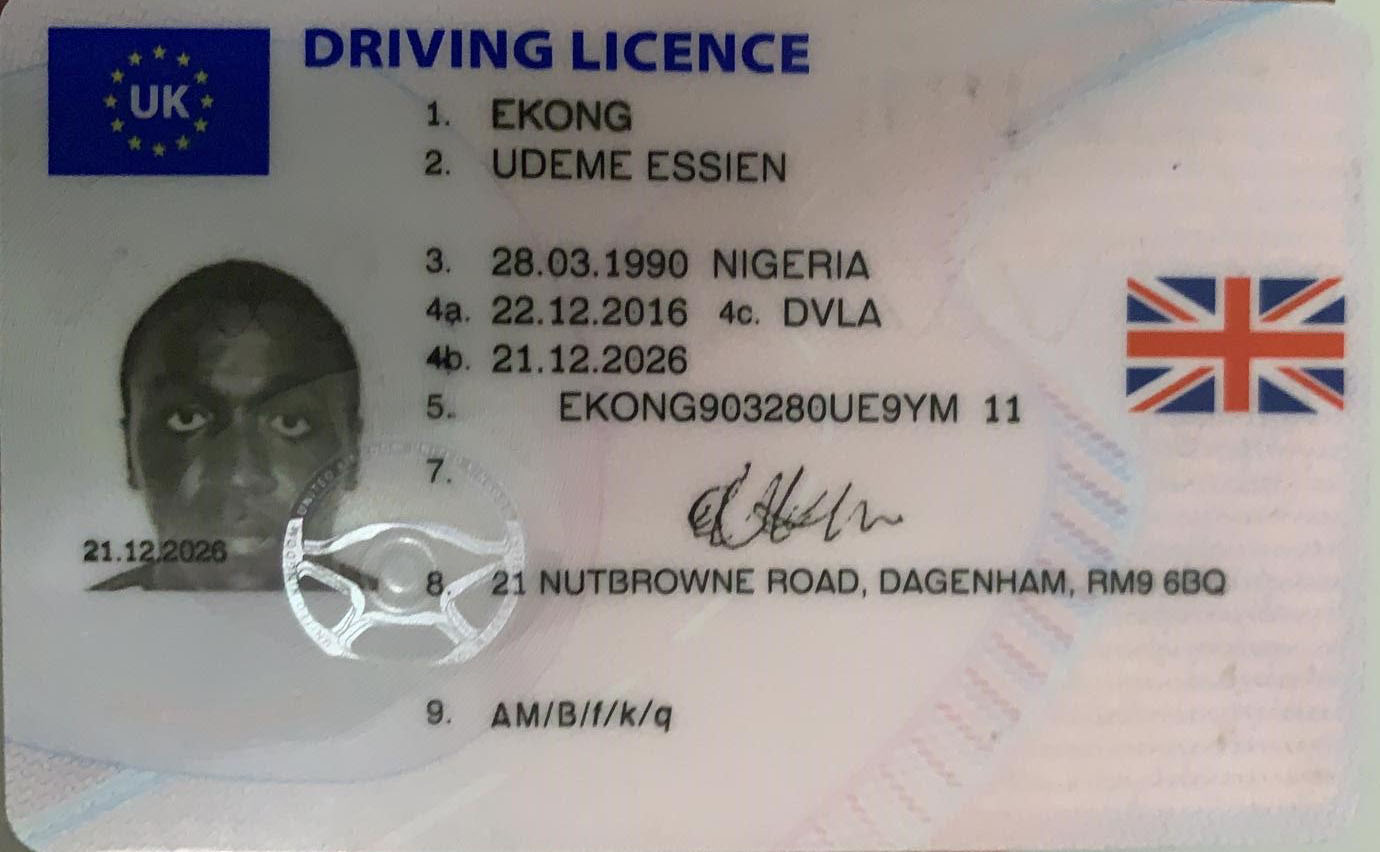 UK
DRIVING LICENCE
1. EKONG
2. UDEME ESSIEN
3. 28.03.1990 NIGERIA
4a. 22.12.2016 4c. DVLA
4b. 21.12.2026
5. EKONG903280UE9YM 11
7.
21.12.2026
8. 21 NUTBROWNE ROAD, DAGENHAM, RM9 6BQ
9. AM/B/f/k/q